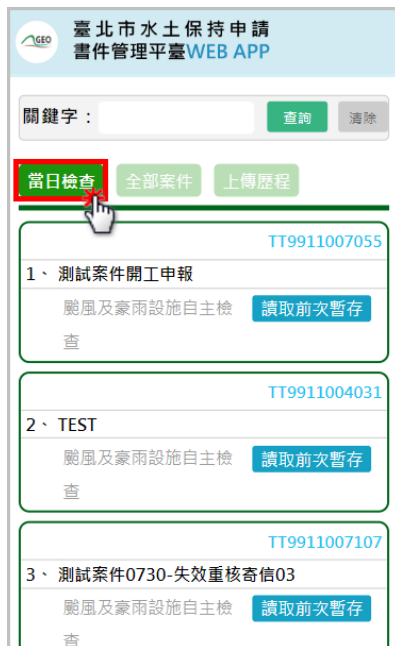 GEO
臺北市水土保持申請
書件管理平臺WEB APP
關鍵字：
查詢
清除
當日檢查
全部案件
上傳歷程
TT9911007055
1、 測試案件開工申報
颱風及豪雨設施自主檢
查
讀取前次暫存
TT9911004031
2、 TEST
颱風及豪雨設施自主檢
查
讀取前次暫存
TT9911007107
3、 測試案件0730-失效重核寄信03
颱風及豪雨設施自主檢
查
讀取前次暫存